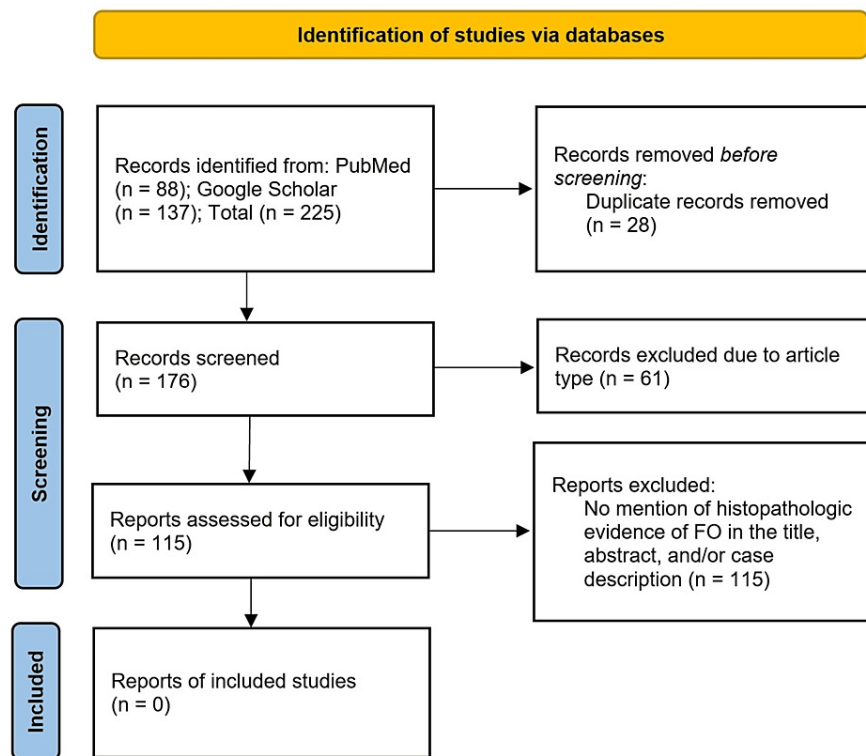 Identification of studies via databases
Identification
Records identified from: PubMed
(n = 88); Google Scholar
(n = 137); Total (n = 225)
Records removed before
screening:
Duplicate records removed
(n = 28)
Screening
Records screened
(n = 176)
Records excluded due to article
type (n = 61)
Reports assessed for eligibility
(n = 115)
Reports excluded:
No mention of histopathologic
evidence of FO in the title,
abstract, and/or case
description (n = 115)
Included
Reports of included studies
(n = 0)